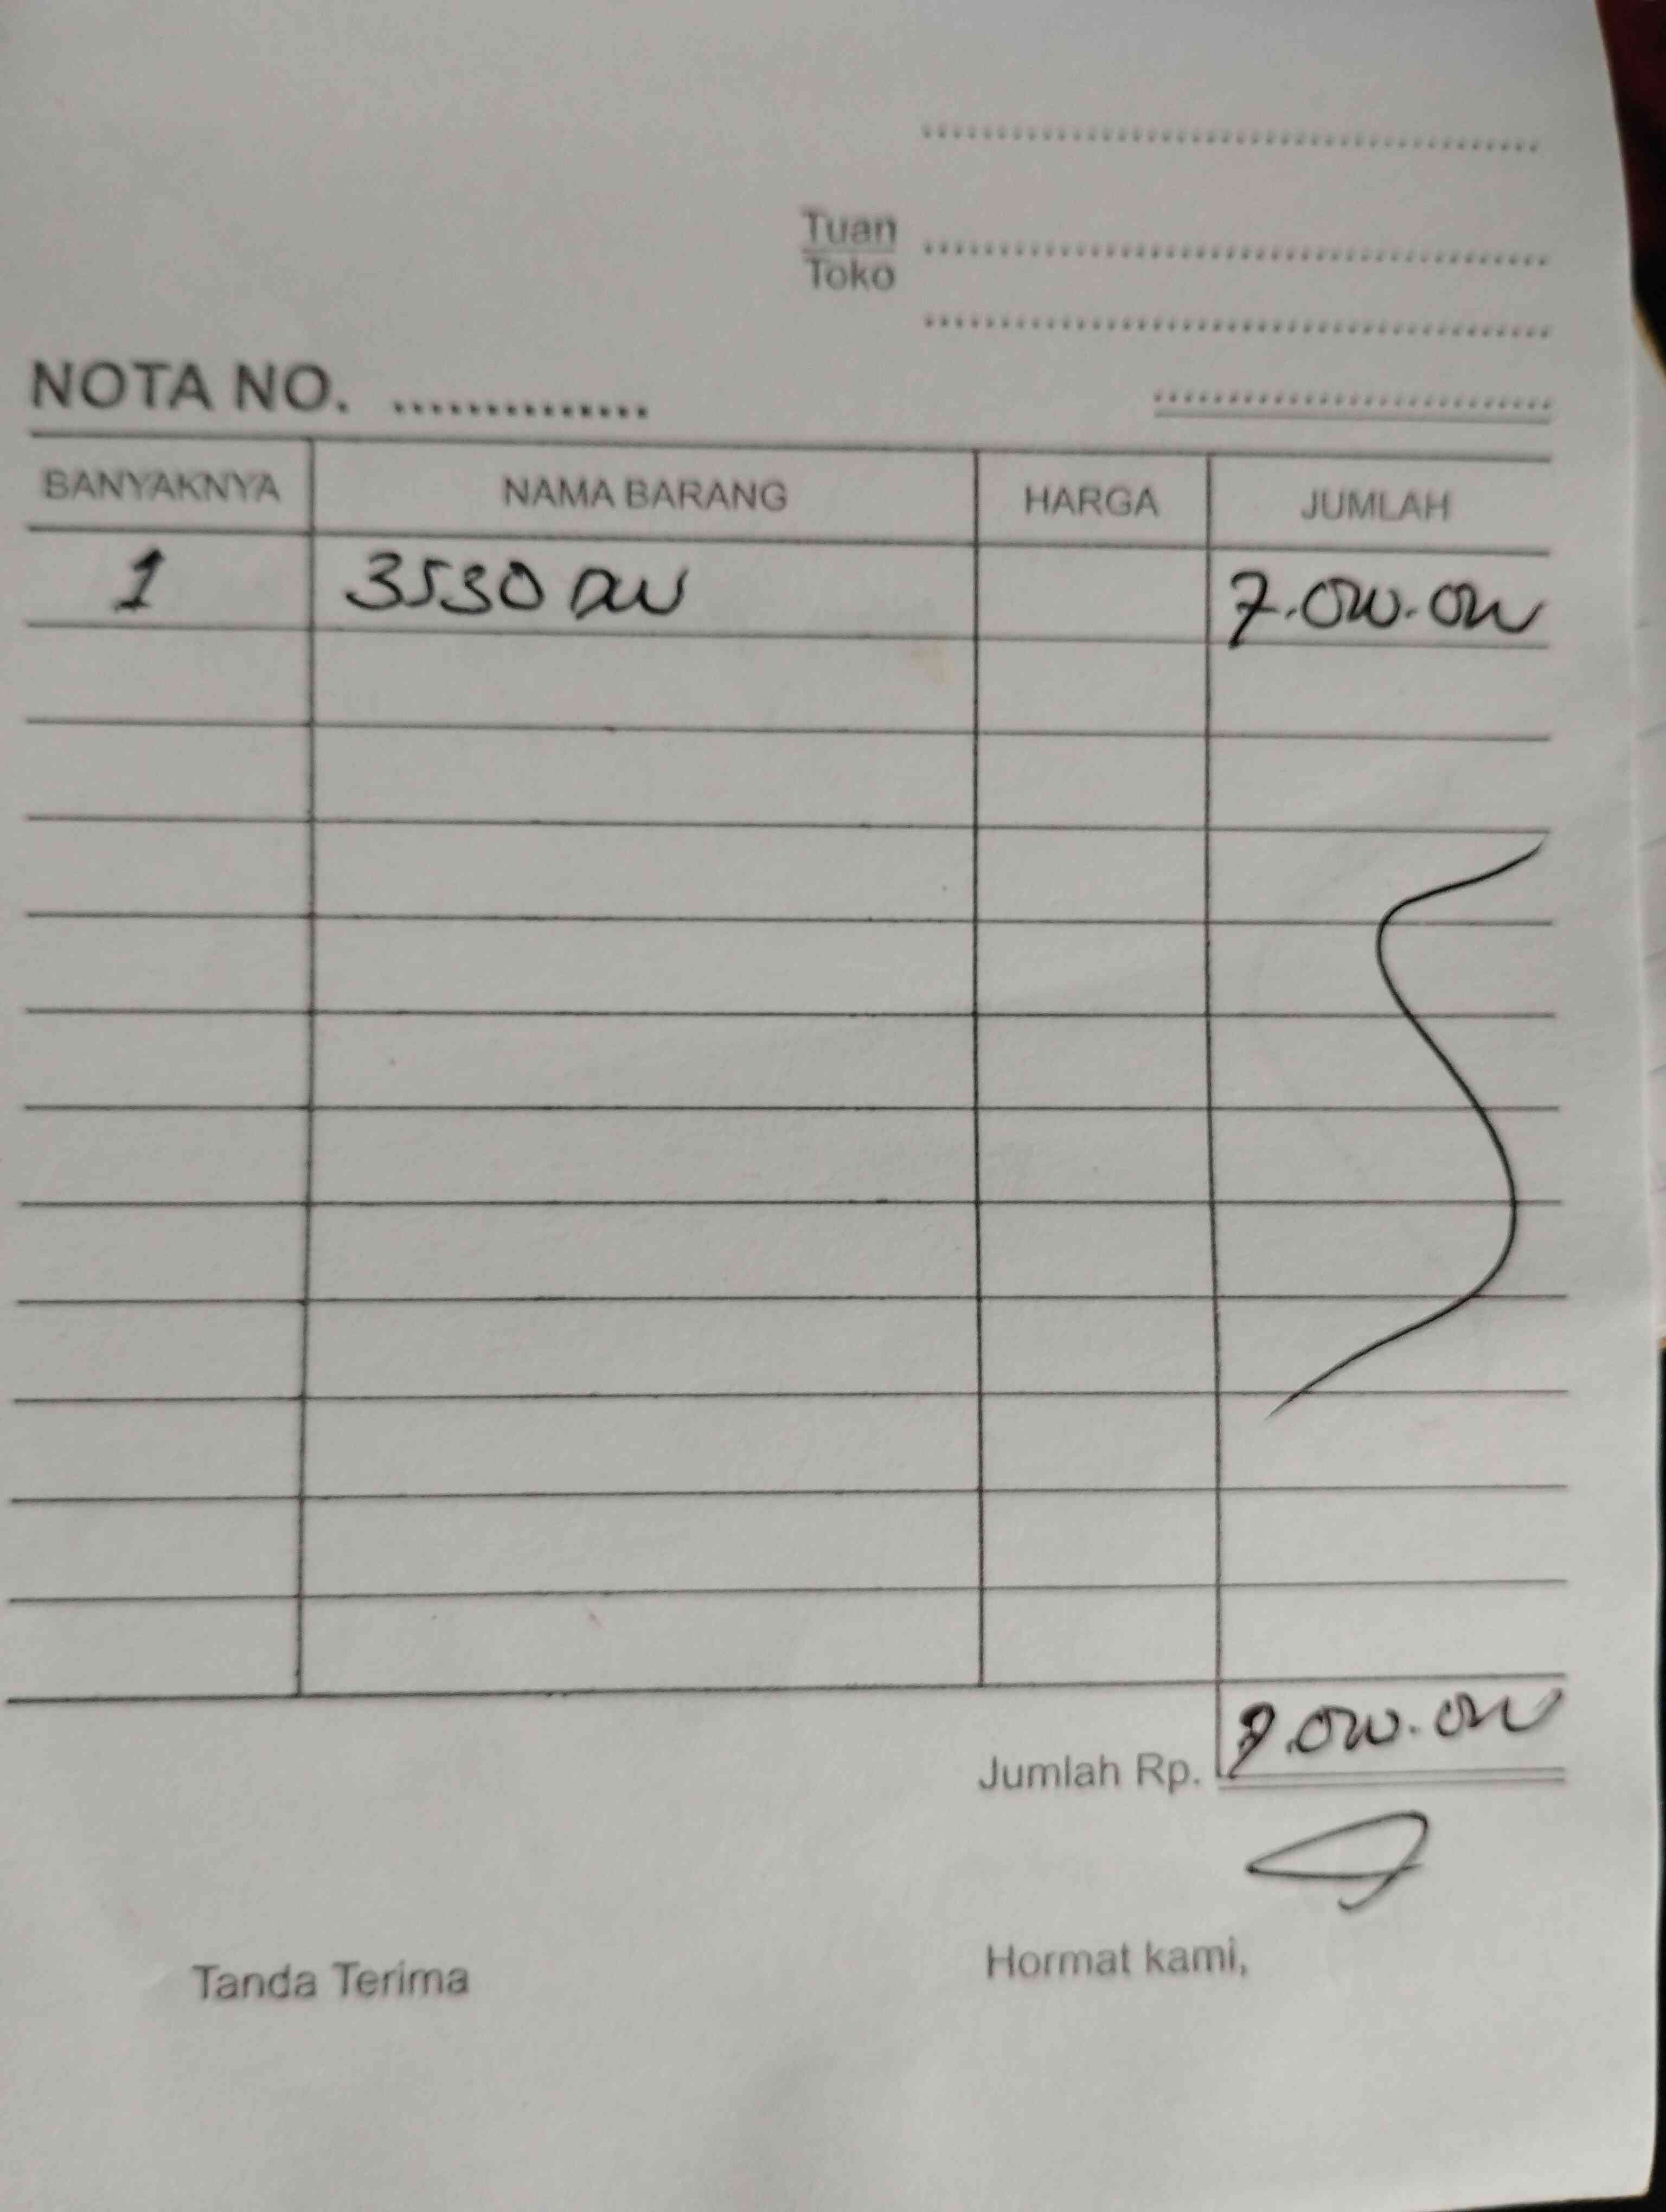 Tuan
Toko
NOTA NO. ..............
BANYAKNYA NAMA BARANG HARGA JUMLAH
1 3530 DW 7.000.000
Jumlah Rp. 7.000.000
Tanda Terima Hormat kami,